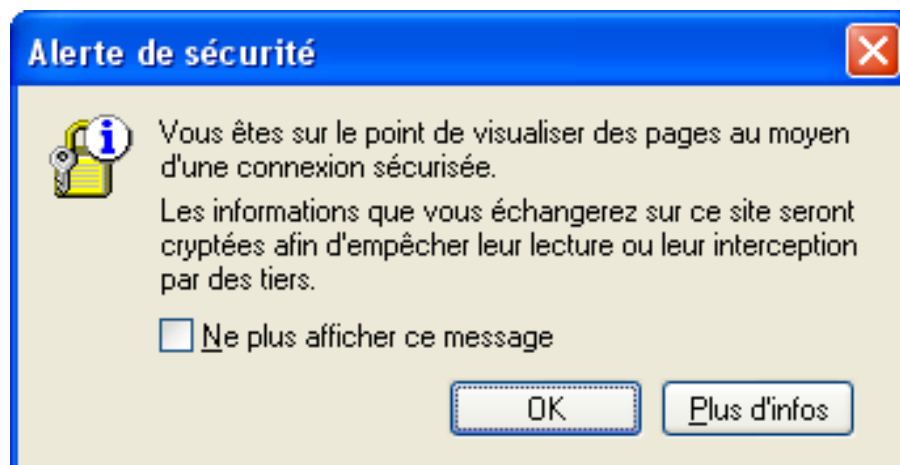 Alerte de sécurité
Vous êtes sur le point de visualiser des pages au moyen
d'une connexion sécurisée.
Les informations que vous échangerez sur ce site seront
cryptées afin d'empêcher leur lecture ou leur interception
par des tiers.
Ne plus afficher ce message
OK
Plus d'infos